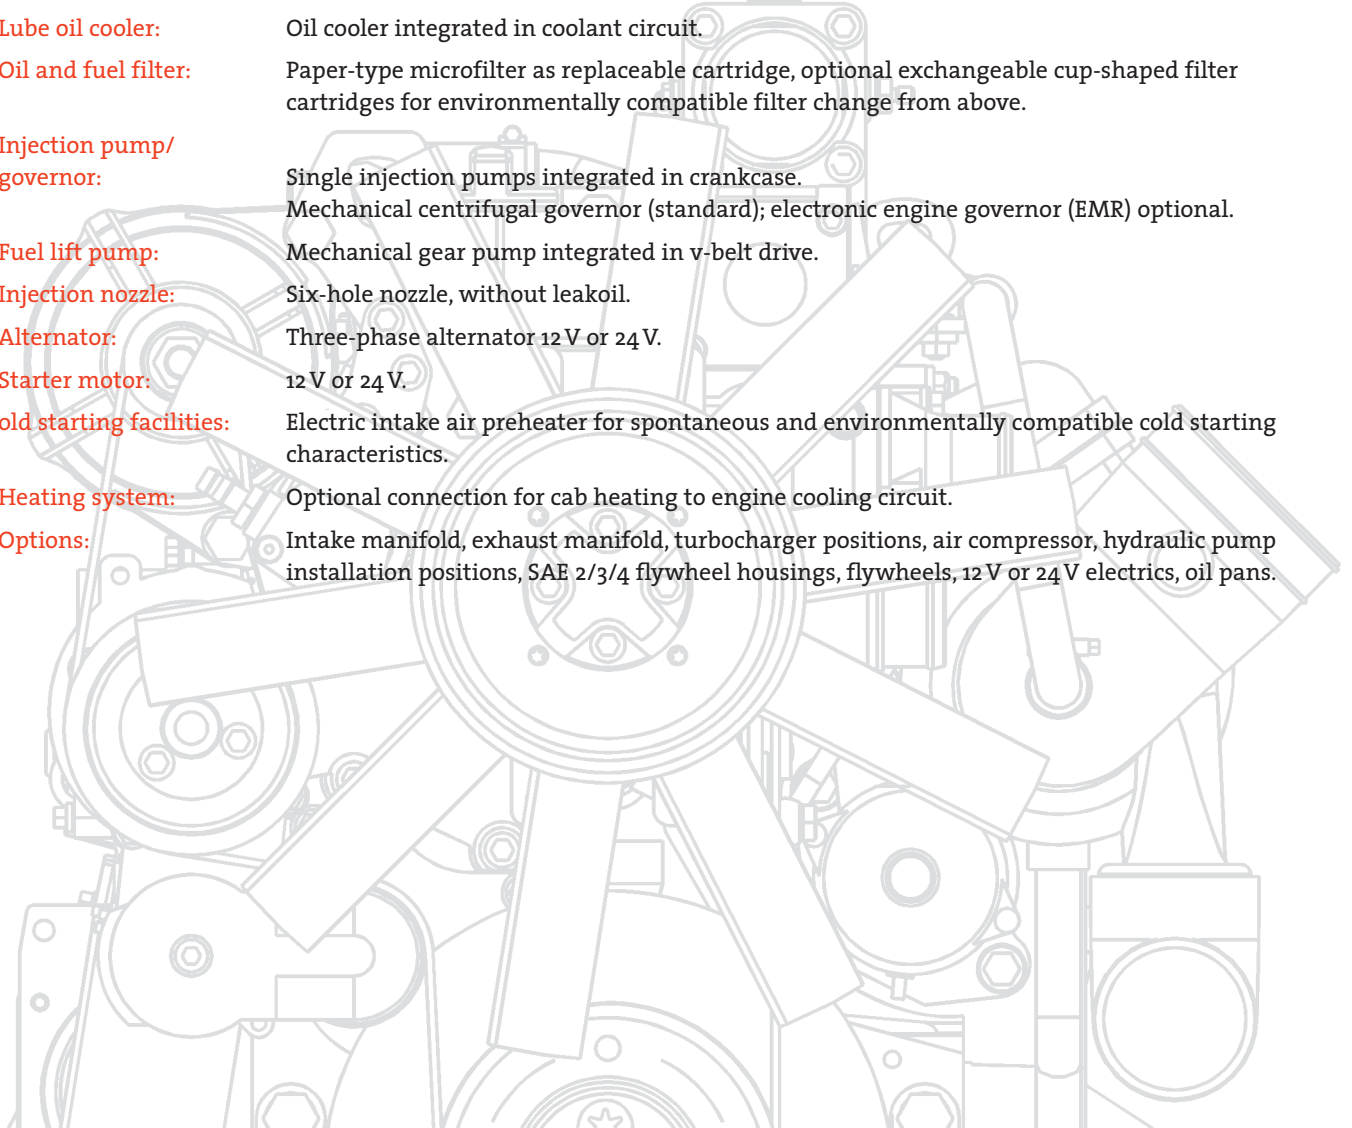 Lube oil cooler: Oil cooler integrated in coolant circuit.
Oil and fuel filter: Paper-type microfilter as replaceable cartridge, optional exchangeable cup-shaped filter
cartridges for environmentally compatible filter change from above.
Injection pump/
governor: Single injection pumps integrated in crankcase.
Mechanical centrifugal governor (standard); electronic engine governor (EMR) optional.
Fuel lift pump: Mechanical gear pump integrated in v-belt drive.
Injection nozzle: Six-hole nozzle, without leakoil.
Alternator: Three-phase alternator 12 V or 24 V.
Starter motor: 12 V or 24 V.
old starting facilities: Electric intake air preheater for spontaneous and environmentally compatible cold starting
characteristics.
Heating system: Optional connection for cab heating to engine cooling circuit.
Options: Intake manifold, exhaust manifold, turbocharger positions, air compressor, hydraulic pump
installation positions, SAE 2/3/4 flywheel housings, flywheels, 12 V or 24 V electrics, oil pans.